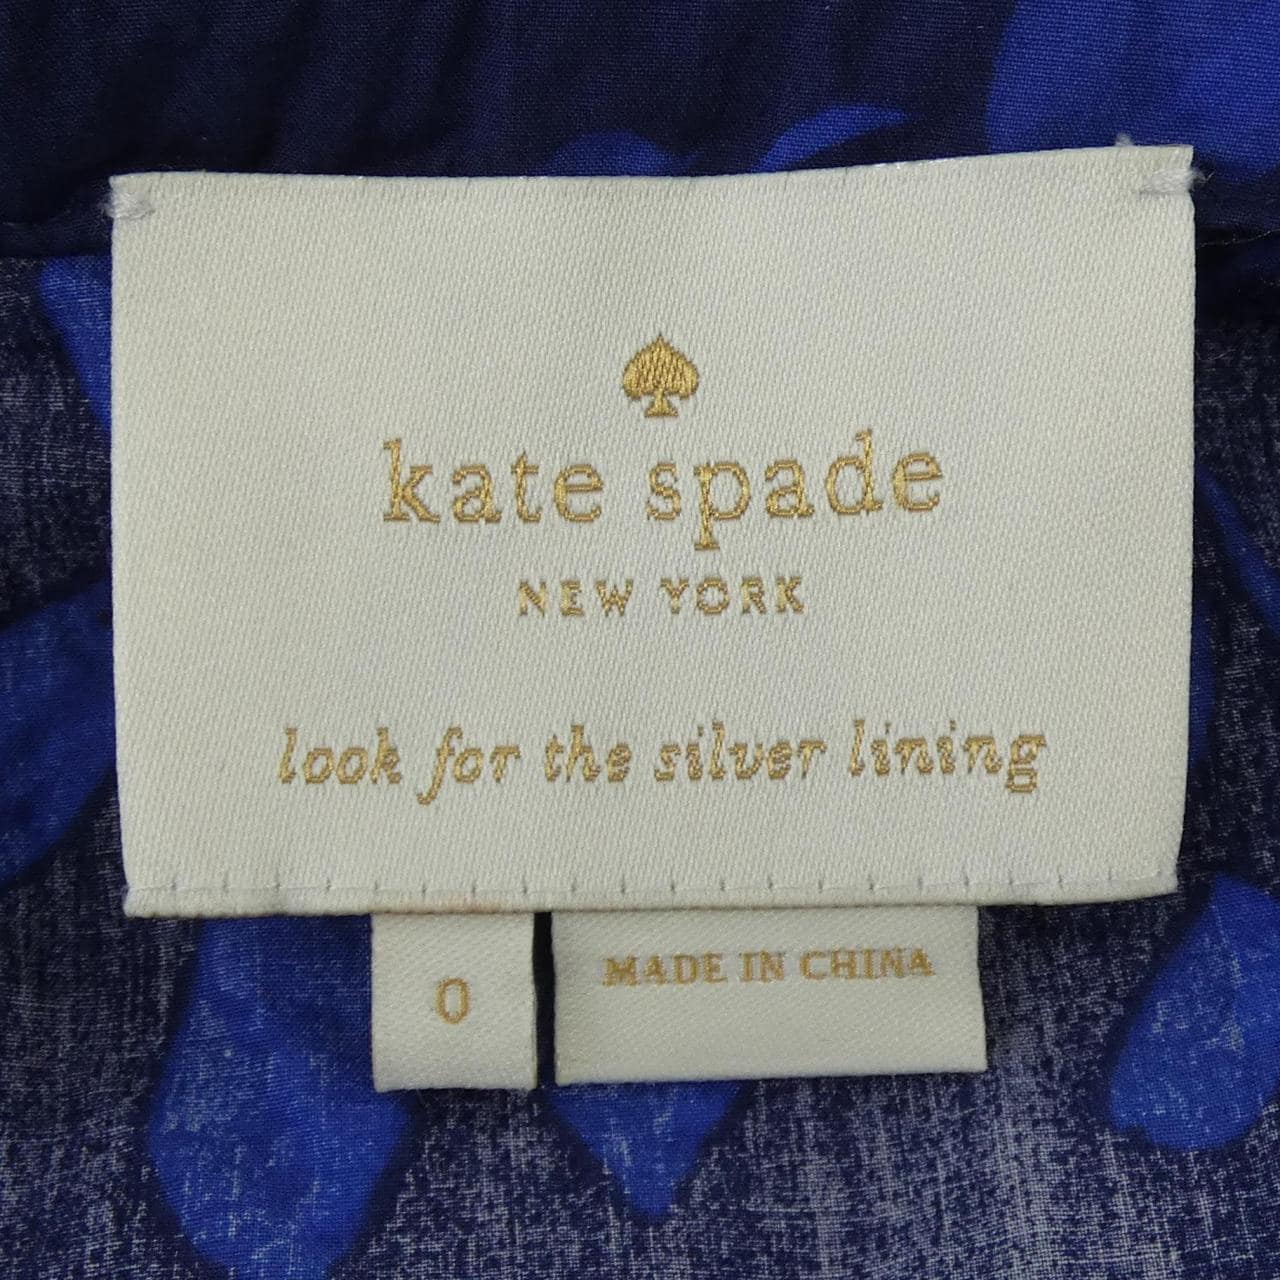 kate spade
NEW YORK
look for the silver lining
0
MADE IN CHINA